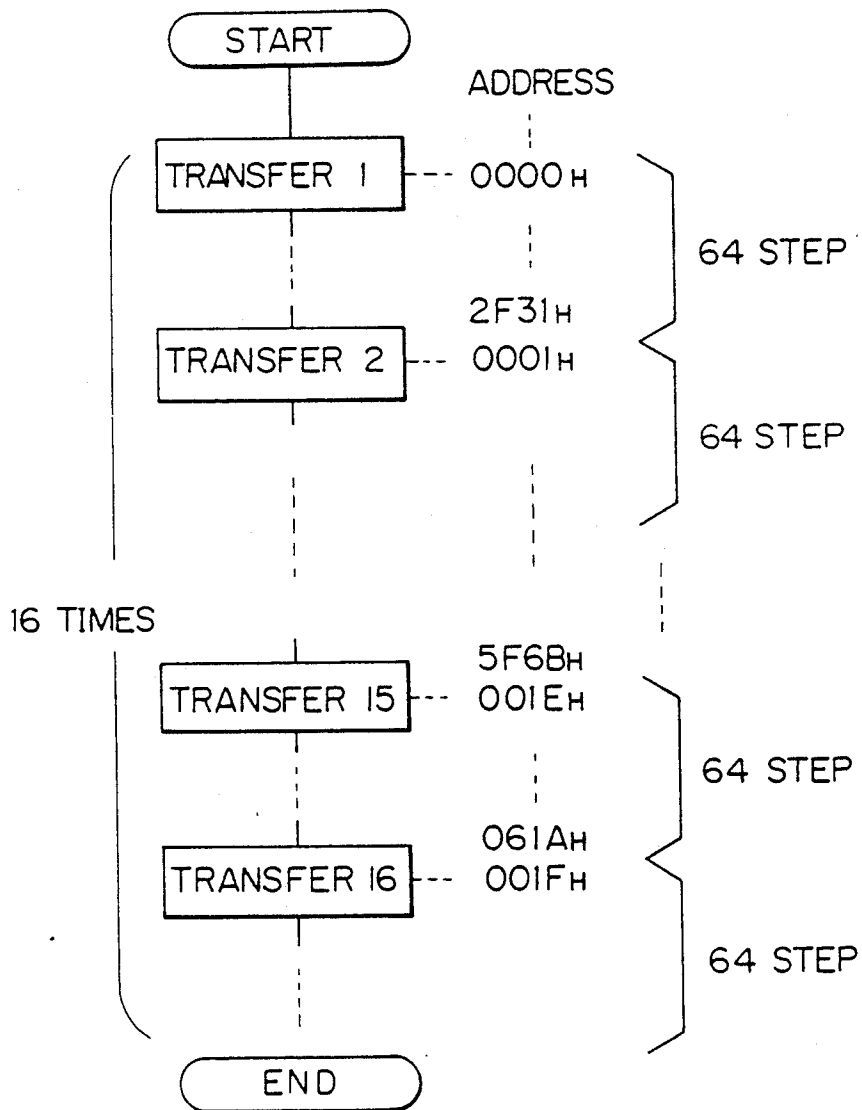 START
ADDRESS
TRANSFER 1
0000H
64 STEP
2F31H
TRANSFER 2
0001H
64 STEP
16 TIMES
5F6BH
TRANSFER 15
001EH
64 STEP
061AH
TRANSFER 16
001FH
64 STEP
END